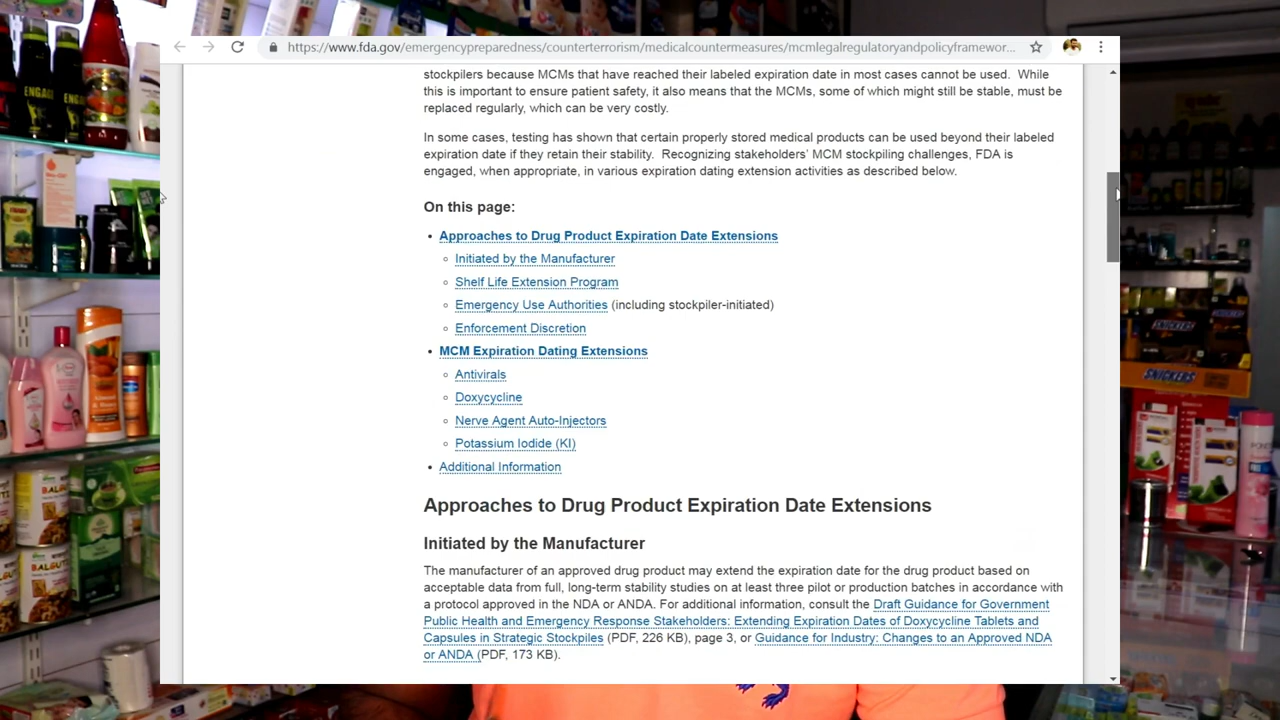 https://www.fda.gov/emergencypreparedness/counterterrorism/medicalcountermeasures/mcmlegalregulatoryandpolicyframewor...
stockpilers because MCMs that have reached their labeled expiration date in most cases cannot be used. While
this is important to ensure patient safety, it also means that the MCMs, some of which might still be stable, must be
replaced regularly, which can be very costly.
In some cases, testing has shown that certain properly stored medical products can be used beyond their labeled
expiration date if they retain their stability. Recognizing stakeholders' MCM stockpiling challenges, FDA is
engaged, when appropriate, in various expiration dating extension activities as described below.
On this page:
• Approaches to Drug Product Expiration Date Extensions
Initiated by the Manufacturer
Shelf Life Extension Program
Emergency Use Authorities (including stockpiler-initiated)
Enforcement Discretion
• MCM Expiration Dating Extensions
Antivirals
Doxycycline
Nerve Agent Auto-Injectors
Potassium Iodide (KI)
• Additional Information
Approaches to Drug Product Expiration Date Extensions
Initiated by the Manufacturer
The manufacturer of an approved drug product may extend the expiration date for the drug product based on
acceptable data from full, long-term stability studies on at least three pilot or production batches in accordance with
a protocol approved in the NDA or ANDA. For additional information, consult the Draft Guidance for Government
Public Health and Emergency Response Stakeholders: Extending Expiration Dates of Doxycycline Tablets and
Capsules in Strategic Stockpiles (PDF, 226 KB), page 3, or Guidance for Industry: Changes to an Approved NDA
or ANDA (PDF, 173 KB).
ENGA
ENG
SNICKERS
SNICKERS